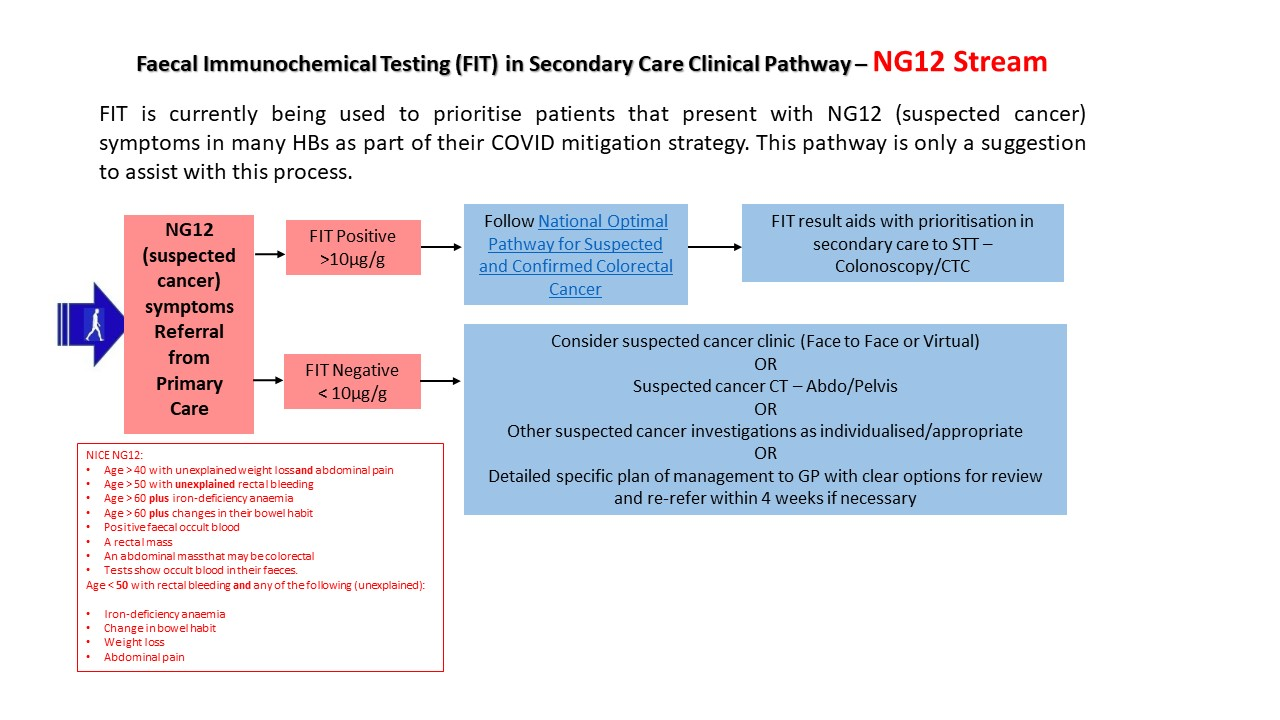 Faecal Immunochemical Testing (FIT) in Secondary Care Clinical Pathway – NG12 Stream
FIT is currently being used to prioritise patients that present with NG12 (suspected cancer)
symptoms in many HBs as part of their COVID mitigation strategy. This pathway is only a suggestion
to assist with this process.
NG12
(suspected
cancer)
symptoms
Referral
from
Primary
Care
FIT Positive
>10µg/g
Follow National Optimal
Pathway for Suspected
and Confirmed Colorectal
Cancer
FIT result aids with prioritisation in
secondary care to STT –
Colonoscopy/CTC
FIT Negative
< 10µg/g
Consider suspected cancer clinic (Face to Face or Virtual)
OR
Suspected cancer CT – Abdo/Pelvis
OR
Other suspected cancer investigations as individualised/appropriate
OR
Detailed specific plan of management to GP with clear options for review
and re-refer within 4 weeks if necessary
NICE NG12:
• Age > 40 with unexplained weight lossand abdominal pain
• Age > 50 with unexplained rectal bleeding
• Age > 60 plus iron-deficiency anaemia
• Age > 60 plus changes in their bowel habit
• Positive faecal occult blood
• A rectal mass
• An abdominal mass that may be colorectal
• Tests show occult blood in their faeces.
Age < 50 with rectal bleeding and any of the following (unexplained):
• Iron-deficiency anaemia
• Change in bowel habit
• Weight loss
• Abdominal pain